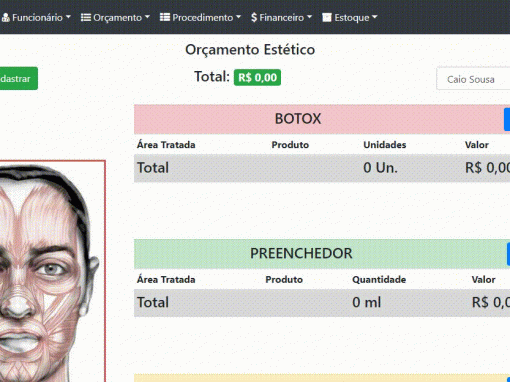 Funcionário Orçamento Procedimento $ Financeiro Estoque
Orçamento Estético
dastrar Total: R$ 0,00 Caio Sousa
BOTOX
Área Tratada Produto Unidades Valor
Total 0 Un. R$ 0,00
PREENCHEDOR
Área Tratada Produto Quantidade Valor
Total 0 ml R$ 0,0